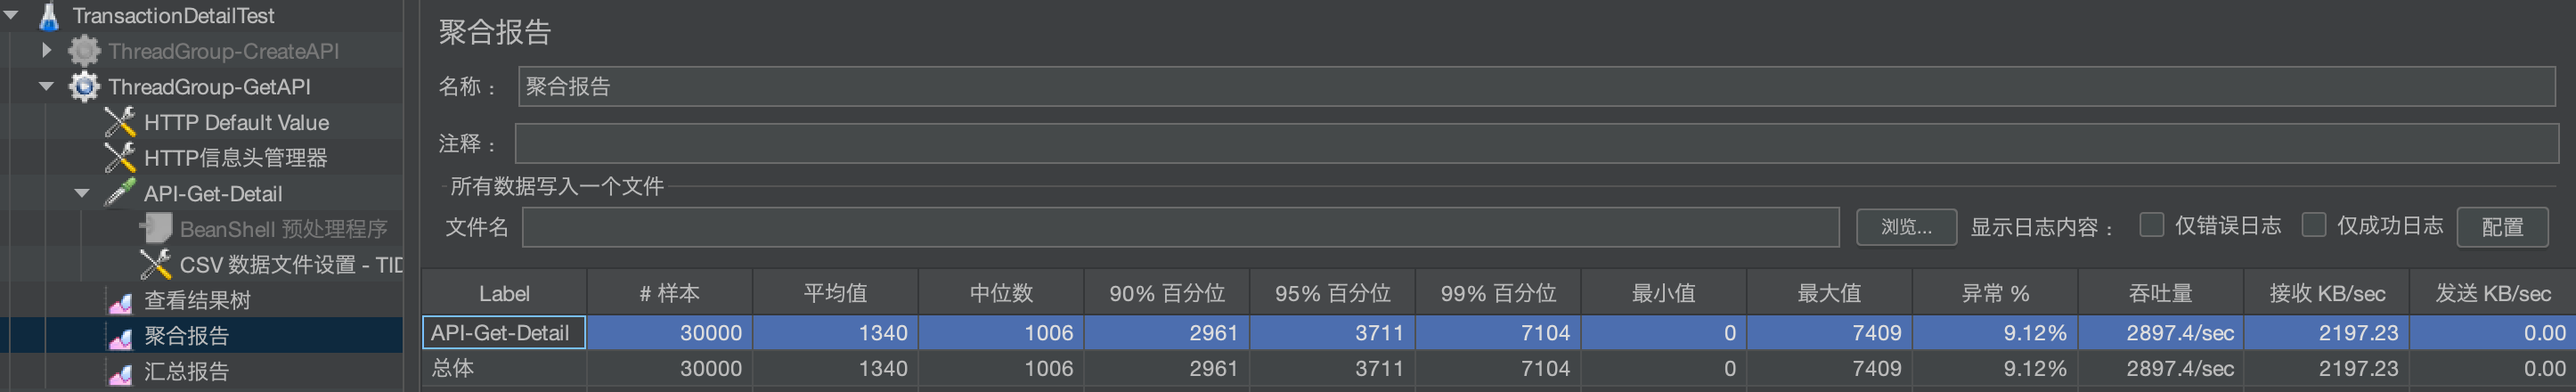 TransactionDetailTest
ThreadGroup-CreateAPI
ThreadGroup-GetAPI
HTTP Default Value
HTTP信息头管理器
API-Get-Detail
BeanShell 预处理程序
CSV 数据文件设置 - TID
查看结果树
聚合报告
汇总报告
聚合报告
名称： 聚合报告
注释：
所有数据写入一个文件
文件名 浏览... 显示日志内容： 仅错误日志 仅成功日志 配置
Label # 样本 平均值 中位数 90% 百分位 95% 百分位 99% 百分位 最小值 最大值 异常 % 吞吐量 接收 KB/sec 发送 KB/sec
API-Get-Detail 30000 1340 1006 2961 3711 7104 0 7409 9.12% 2897.4/sec 2197.23 0.00
总体 30000 1340 1006 2961 3711 7104 0 7409 9.12% 2897.4/sec 2197.23 0.00